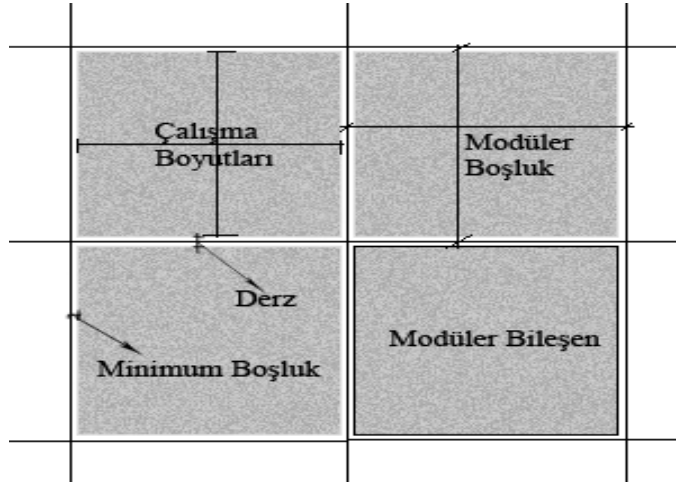 Çalışma
Boyutları
Modüler
Boşluk
Derz
Minimum Boşluk
Modüler Bileşen